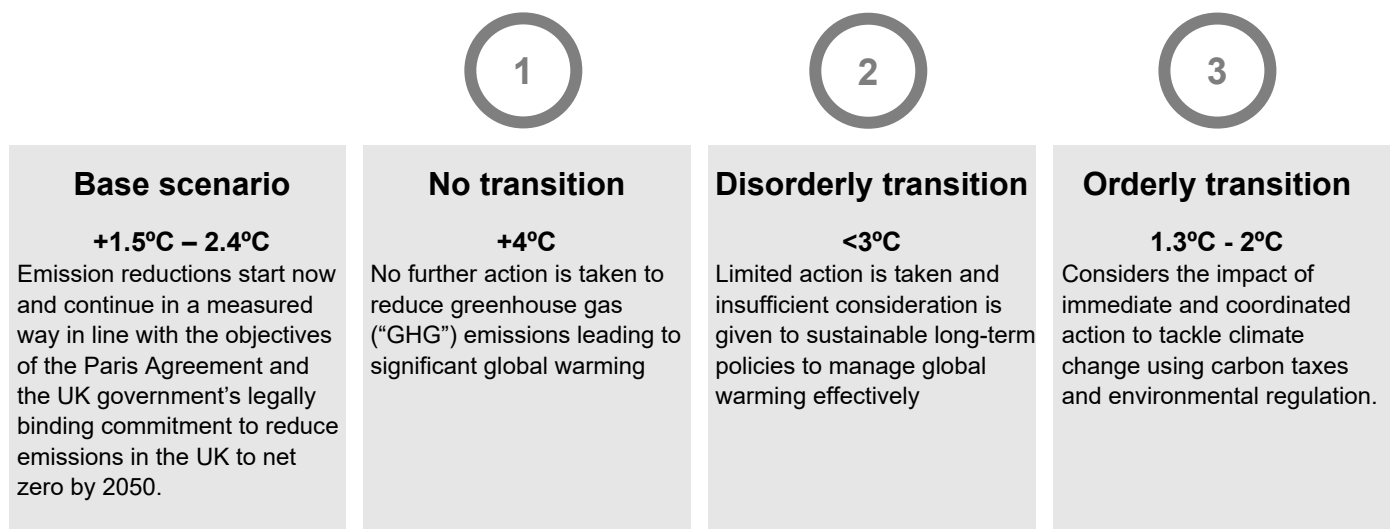 1
2
3
Base scenario
+1.5ºC – 2.4ºC
Emission reductions start now
and continue in a measured
way in line with the objectives
of the Paris Agreement and
the UK government’s legally
binding commitment to reduce
emissions in the UK to net
zero by 2050.
No transition
+4ºC
No further action is taken to
reduce greenhouse gas
(“GHG”) emissions leading to
significant global warming
Disorderly transition
<3ºC
Limited action is taken and
insufficient consideration is
given to sustainable long-term
policies to manage global
warming effectively
Orderly transition
1.3ºC - 2ºC
Considers the impact of
immediate and coordinated
action to tackle climate
change using carbon taxes
and environmental regulation.